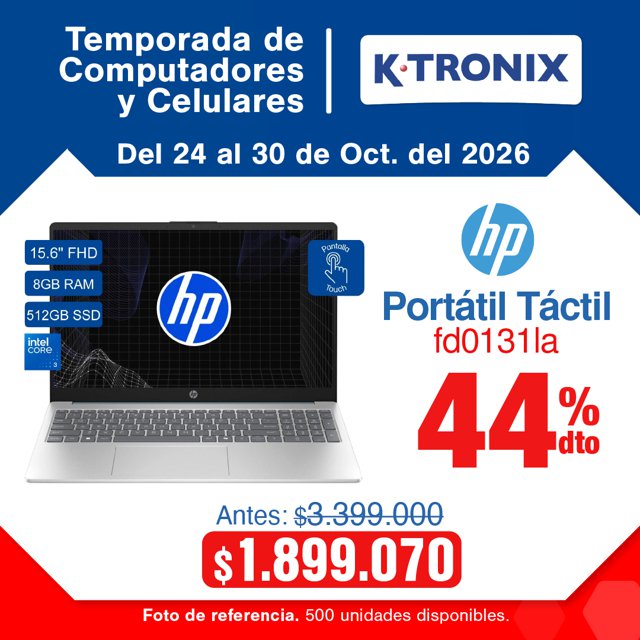 Temporada de
Computadores
y Celulares
K·TRONIX
Del 24 al 30 de Oct. del 2026
15.6" FHD
8GB RAM
512GB SSD
intel
CORE
3
Pantalla
Touch
hp
hp
hp
Portátil Táctil
fd0131la
44%
dto
Antes: $3.399.000
$1.899.070
Foto de referencia. 500 unidades disponibles.